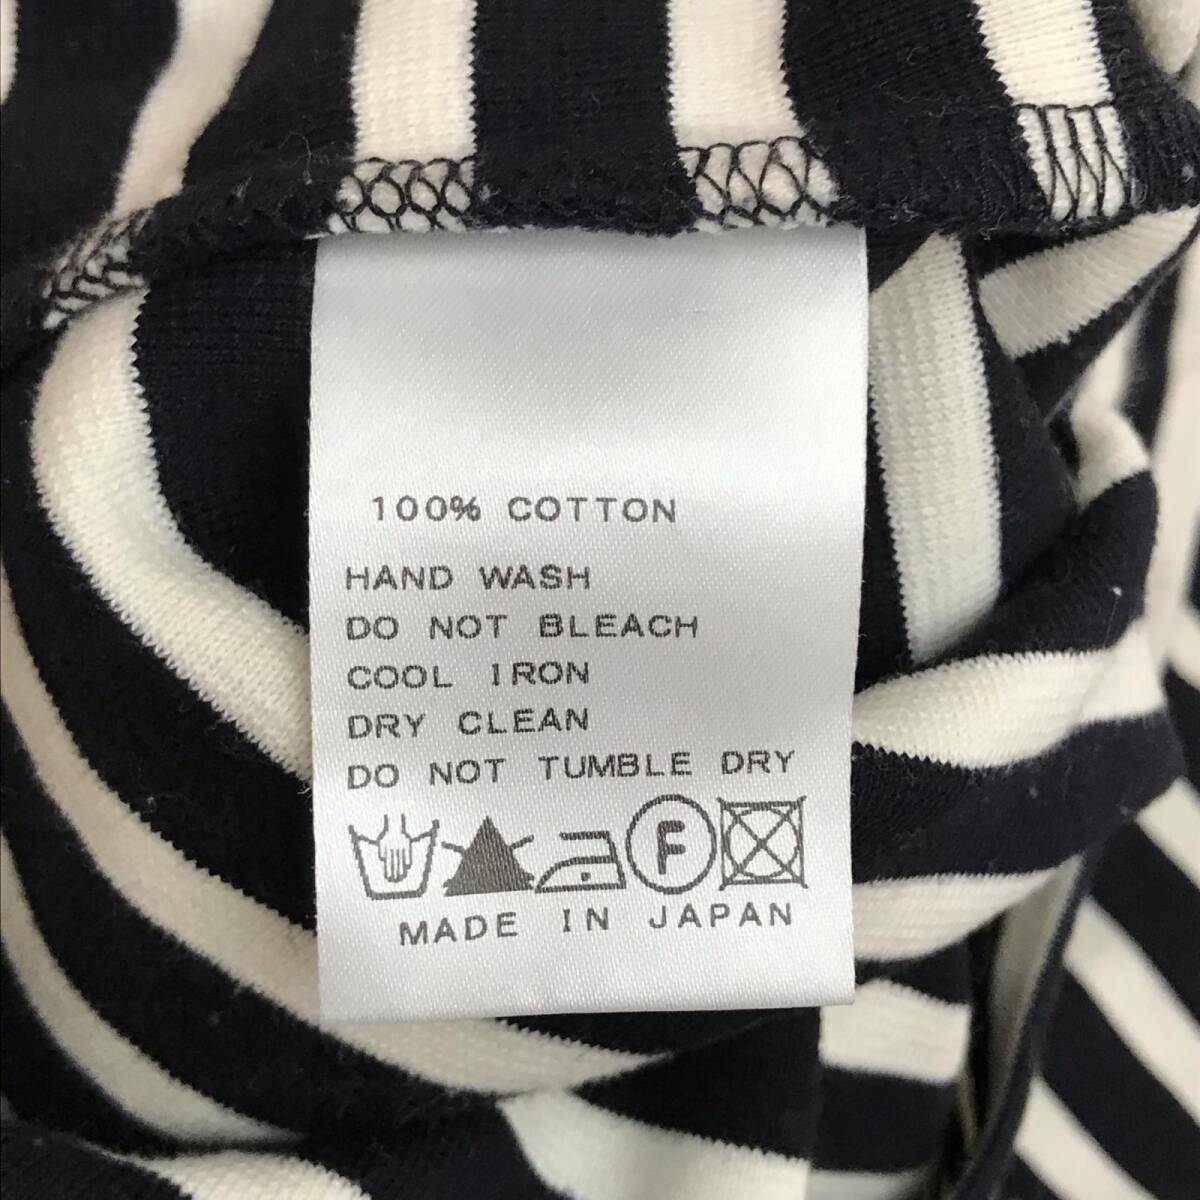 100% COTTON
HAND WASH
DO NOT BLEACH
COOL IRON
DRY CLEAN
DO NOT TUMBLE DRY
F
MADE IN JAPAN